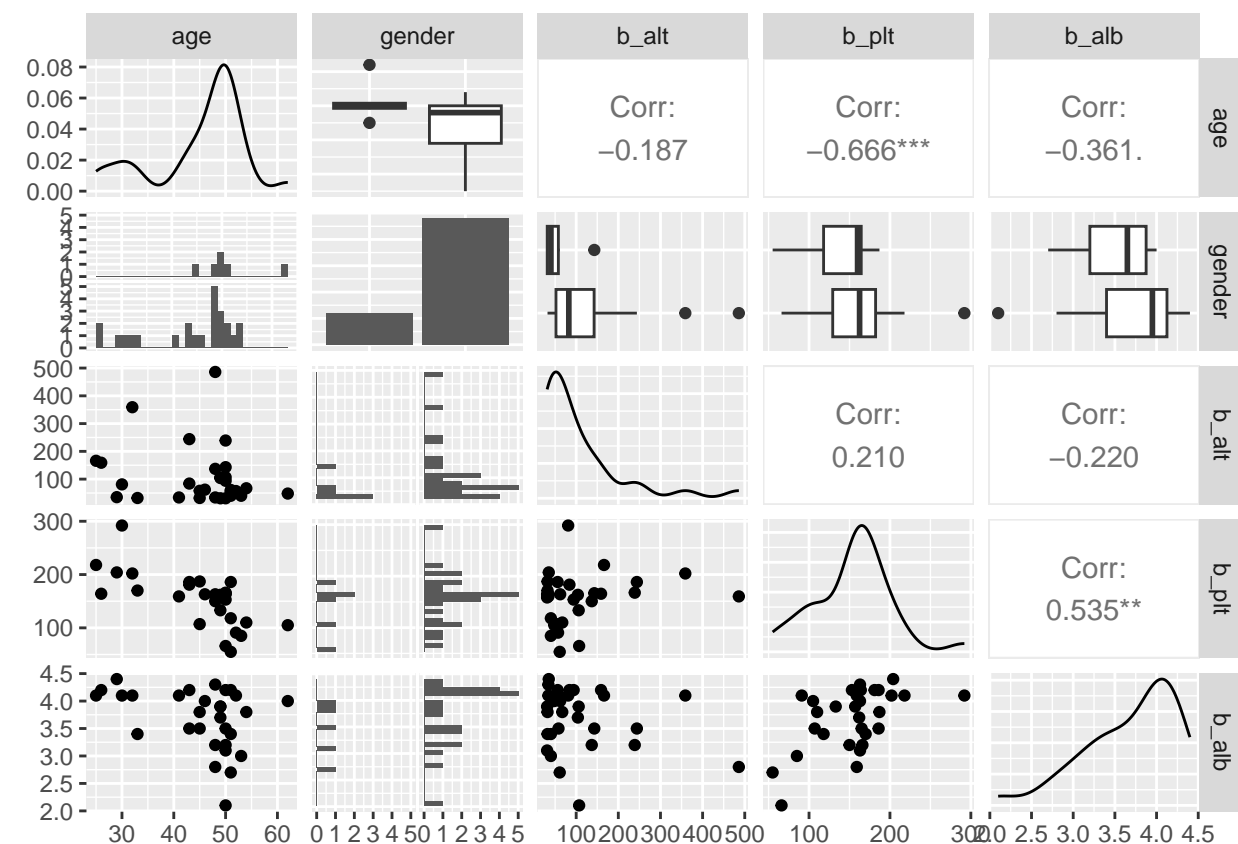 age gender b_alt b_plt b_alb
0.08
0.06
0.04
0.02
0.00
Corr:
−0.187
Corr:
−0.666***
Corr:
−0.361.
age
5
4
3
2
1
0
5
4
3
2
1
0
gender
500
400
300
200
100
Corr:
0.210
Corr:
−0.220
b_alt
300
200
100
Corr:
0.535**
b_plt
4.5
4.0
3.5
3.0
2.5
2.0
b_alb
30 40 50 60 0 1 2 3 4 5 0 1 2 3 4 5 100 200 300 400 500 100 200 300 2.0 2.5 3.0 3.5 4.0 4.5